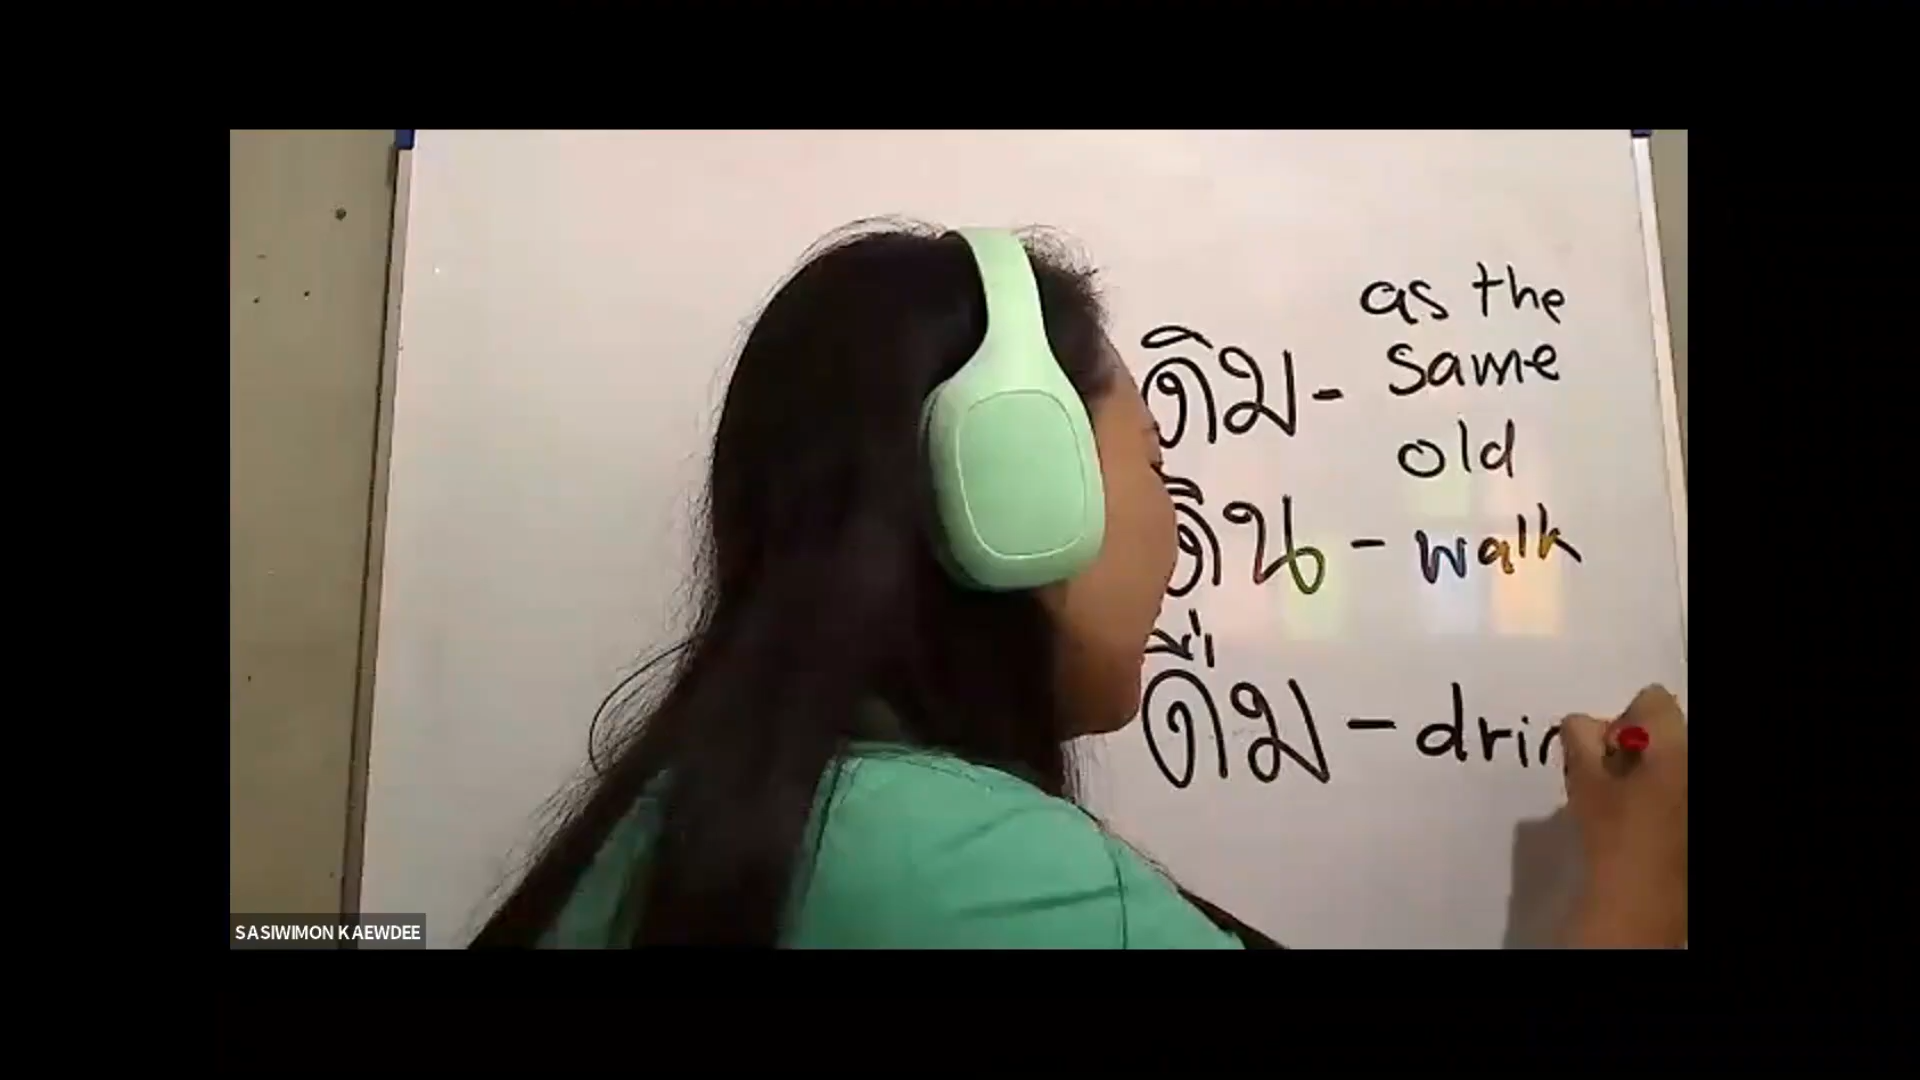 as the
ดิม - same
old
ดิน - walk
ดื่ม - drin
SASIWIMON KAEWDEE